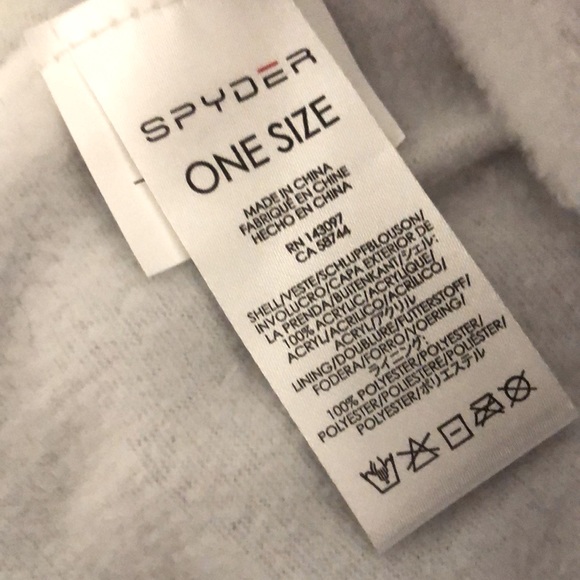 SPYDER
ONE SIZE
MADE IN CHINA
FABRIQUÉ EN CHINE
HECHO EN CHINA
RN 143097
CA 58744
SHELL/VESTE/SCHLUPFBLOUSON/
INVOLUCRO/CAPA EXTERIOR DE
LA PRENDA/BUITENKANT/シェル:
100% ACRYLIC/ACRYLIQUE/
ACRYL/ACRILICO/ACRÍLICO/
ACRYL/アクリル
LINING/DOUBLURE/FUTTERSTOFF/
FODERA/FORRO/VOERING/
ライニング:
100% POLYESTER/POLYESTER/
POLYESTER/POLIESTERE/POLIÉSTER/
POLYESTER/ポリエステル